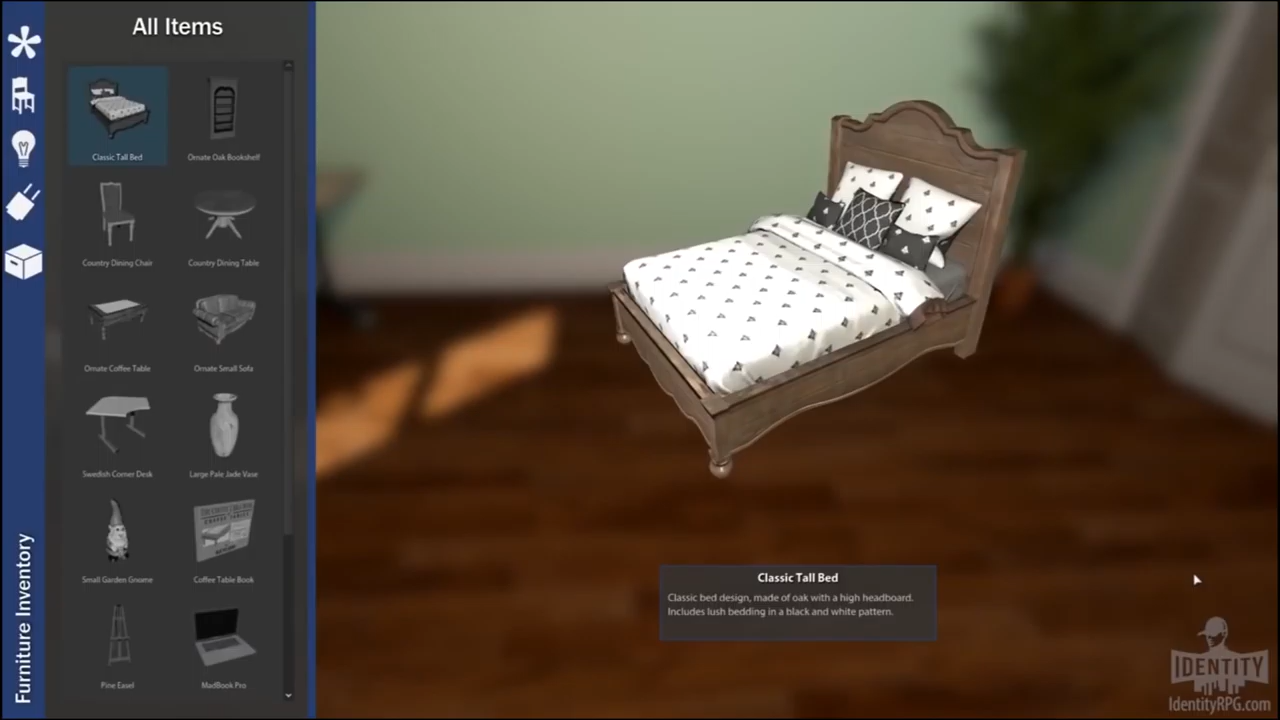 All Items
Classic Tall Bed
Ornate Oak Bookshelf
Country Dining Chair
Country Dining Table
Ornate Coffee Table
Ornate Small Sofa
Swedish Corner Desk
Large Pale Jade Vase
Small Garden Gnome
Coffee Table Book
Pine Easel
MadBook Pro
Furniture Inventory
Classic Tall Bed
Classic bed design, made of oak with a high headboard.
Includes lush bedding in a black and white pattern.
IDENTITY
IdentityRPG.com